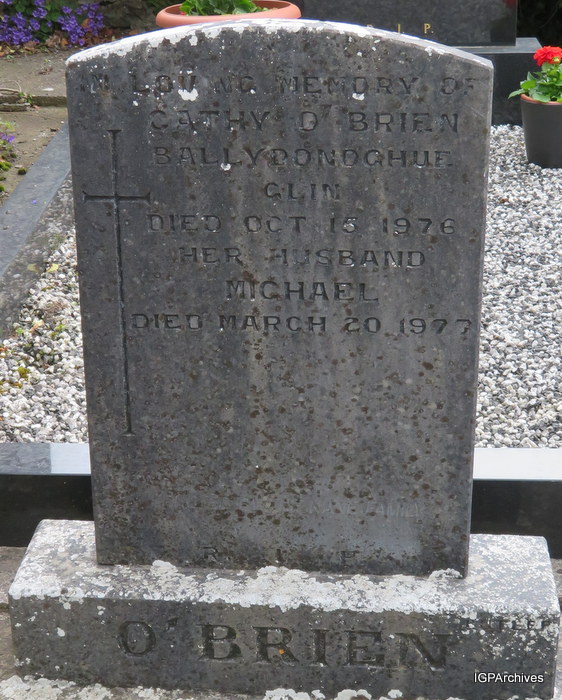 R.I.P.
IN LOVING MEMORY OF
CATHY O'BRIEN
BALLYDONOGHUE
GLIN
DIED OCT 15 1976
HER HUSBAND
MICHAEL
DIED MARCH 20 1977
R I P
O'BRIEN
IGPArchives